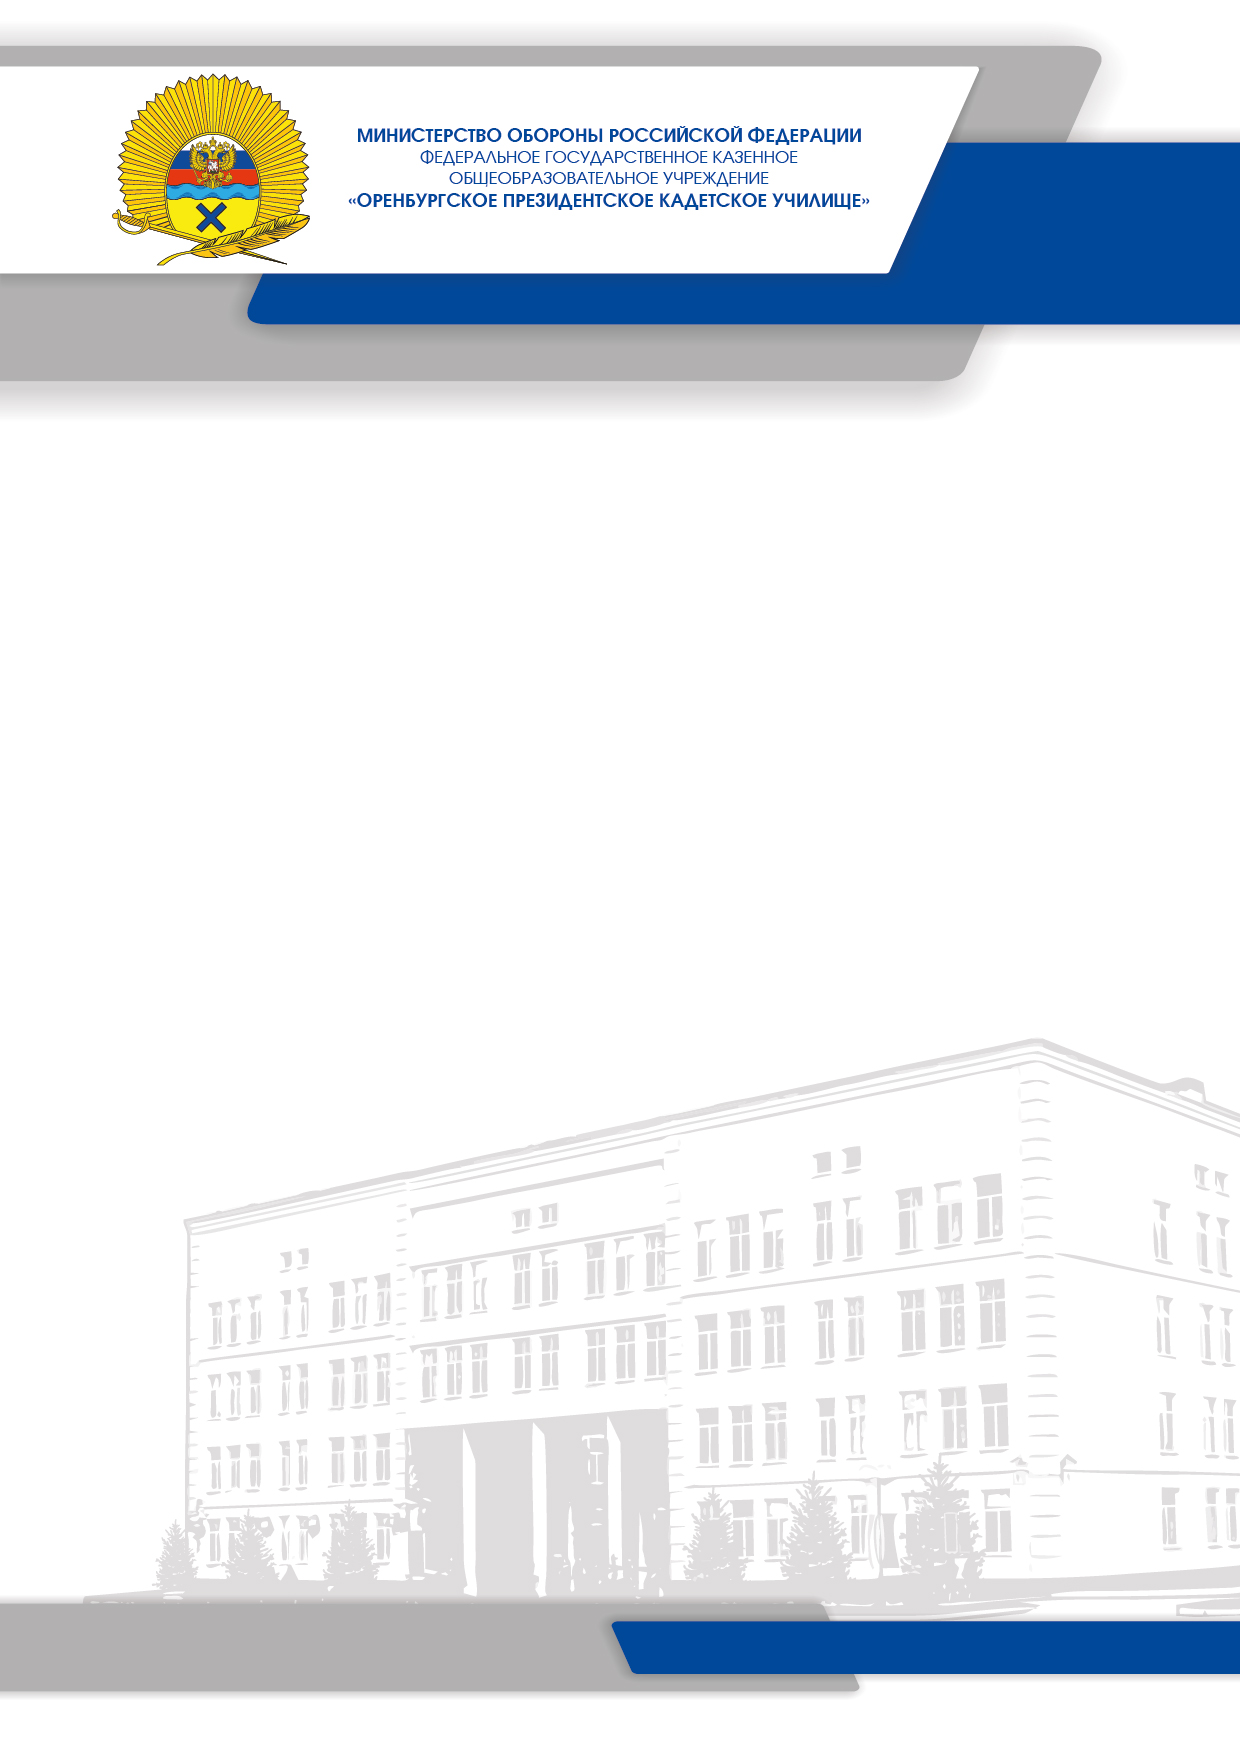 МИНИСТЕРСТВО ОБОРОНЫ РОССИЙСКОЙ ФЕДЕРАЦИИ
ФЕДЕРАЛЬНОЕ ГОСУДАРСТВЕННОЕ КАЗЕННОЕ
ОБЩЕОБРАЗОВАТЕЛЬНОЕ УЧРЕЖДЕНИЕ
«ОРЕНБУРГСКОЕ ПРЕЗИДЕНТСКОЕ КАДЕТСКОЕ УЧИЛИЩЕ»